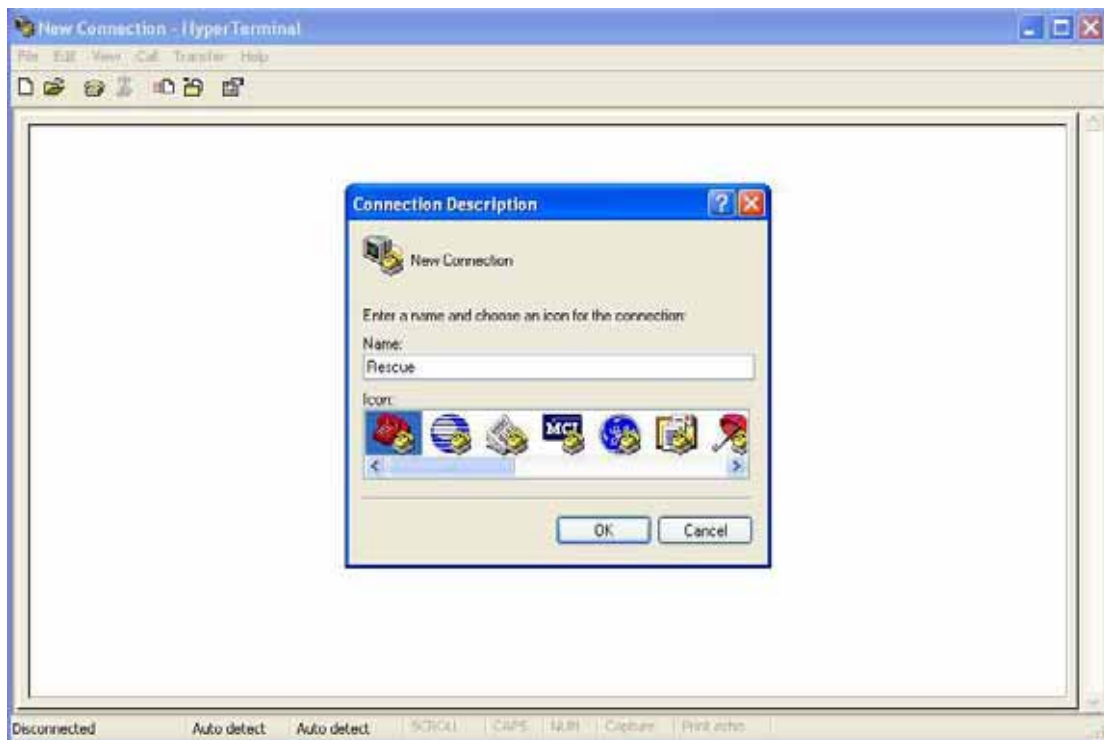 New Connection - HyperTerminal
File Edit View Call Transfer Help
Connection Description
New Connection
Enter a name and choose an icon for the connection:
Name:
Rescue
Icon:
MCI
OK Cancel
Disconnected Auto detect Auto detect SCROLL CAPS NUM Capture Print echo